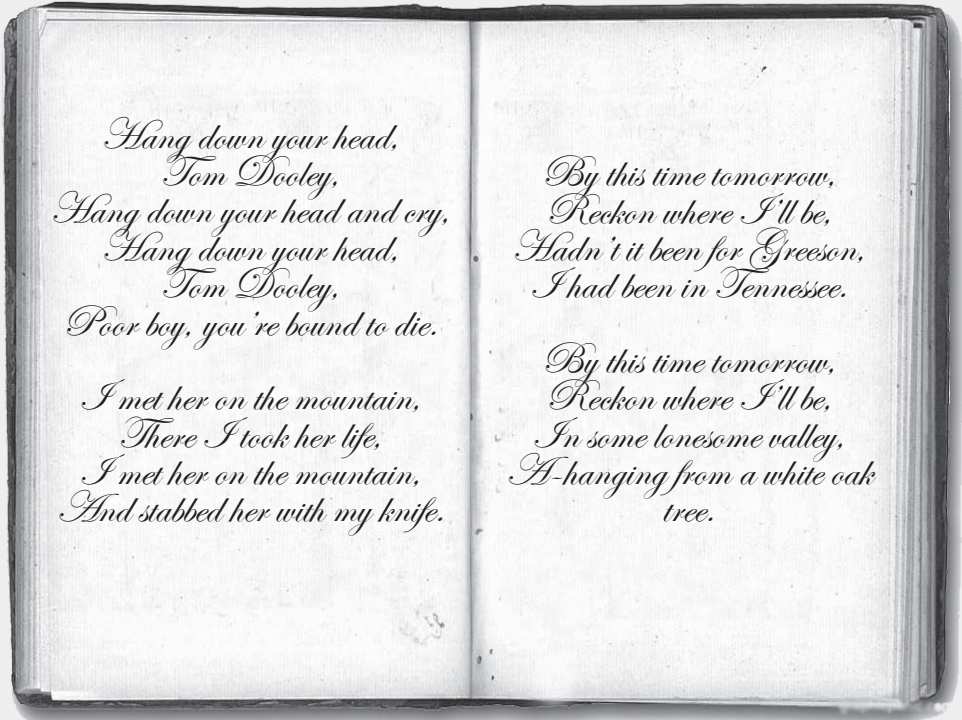 Hang down your head,
Tom Dooley,
Hang down your head and cry,
Hang down your head,
Tom Dooley,
Poor boy, you're bound to die.
I met her on the mountain,
There I took her life,
I met her on the mountain,
And stabbed her with my knife.
By this time tomorrow,
Reckon where I'll be,
Hadn't it been for Greeson,
I had been in Tennessee.
By this time tomorrow,
Reckon where I'll be,
In some lonesome valley,
A-hanging from a white oak
tree.